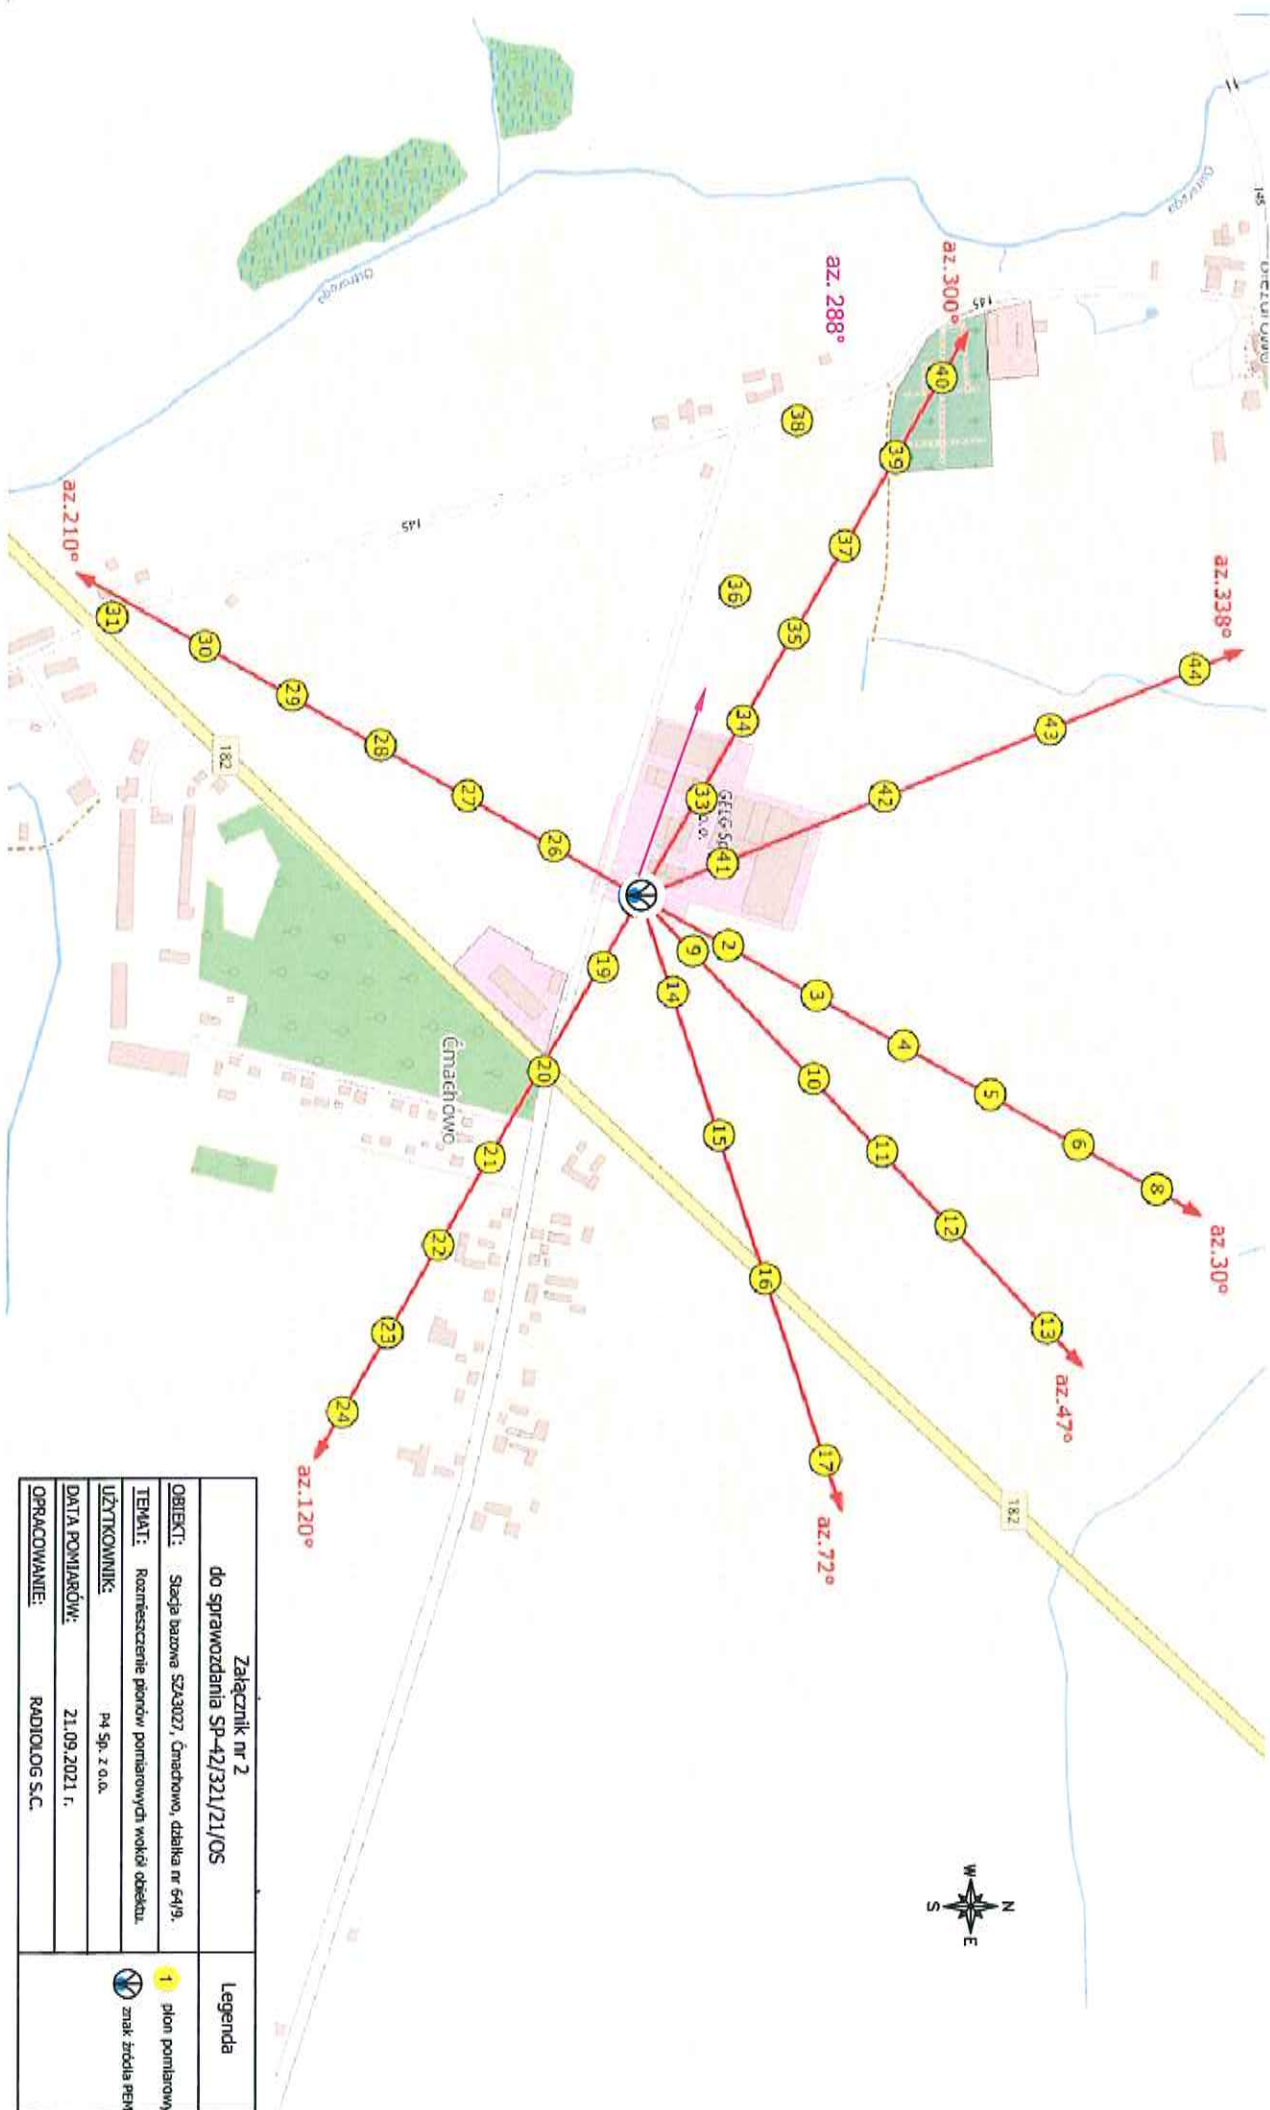 az.300°
40
39
37
35
34
33
38
az. 288°
36
az.338°
44
43
42
41
az.30°
8
6
5
4
3
2
9
10
11
12
13
az.47°
14
15
16
17
az.72°
19
20
21
22
23
24
az.120°
26
27
28
29
30
31
az.210°
145
145
145
182
182
Ostroroga
Ostroroga
Ćmachowo
N
W
E
S
Załącznik nr 2
do sprawozdania SP-42/321/21/OS
OBIEKT: Stacja bazowa SZA3027, Ćmachowo, działka nr 64/9.
TEMAT: Rozmieszczenie pionów pomiarowych wokół obiektu.
UŻYTKOWNIK: P4 Sp. z o.o.
DATA POMIARÓW: 21.09.2021 r.
OPRACOWANIE: RADIOLOG S.C.
Legenda
1 pion pomiarowy
znak źródła PEM